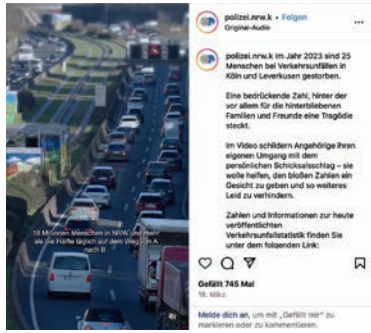 18 Millionen Menschen in NRW und mehr
als die Hälfte täglich auf dem Weg von A
nach B
polizei.nrw.k • Folgen
Original-Audio
polizei.nrw.k Im Jahr 2023 sind 25
Menschen bei Verkehrsunfällen in
Köln und Leverkusen gestorben.
Eine bedrückende Zahl, hinter der
vor allem für die hinterbliebenen
Familien und Freunde eine Tragödie
steckt.
Im Video schildern Angehörige ihren
eigenen Umgang mit dem
persönlichen Schicksalsschlag – sie
wolle helfen, den bloßen Zahlen ein
Gesicht zu geben und so weiteres
Leid zu verhindern.
Zahlen und Informationen zur heute
veröffentlichten
Verkehrsunfallstatistik finden Sie
unter dem folgenden Link:
Gefällt 745 Mal
18. März
Melde dich an, um mit „Gefällt mir“ zu
markieren oder zu kommentieren.